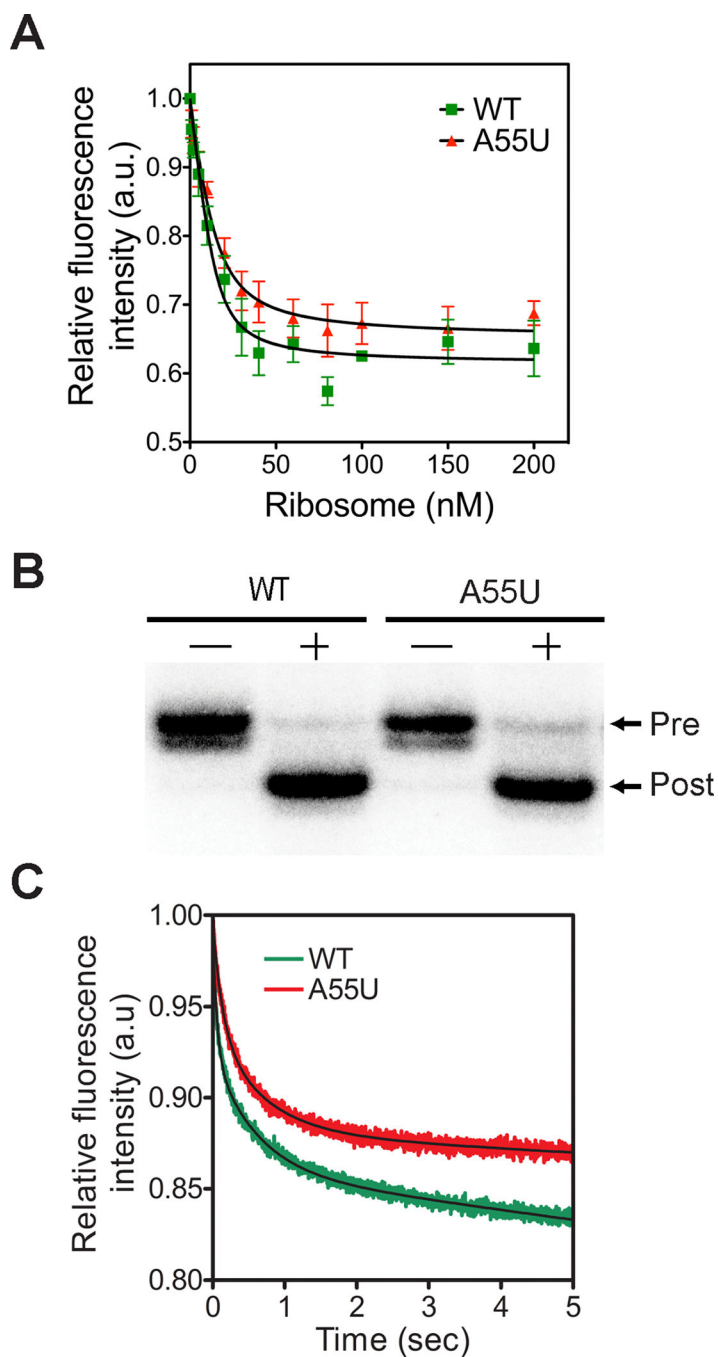 A
Relative fluorescence
intensity (a.u.)
1.0
0.9
0.8
0.7
0.6
0.5
WT
A55U
0 50 100 150 200
Ribosome (nM)
B
WT A55U
— + — +
Pre
Post
C
Relative fluorescence
intensity (a.u)
1.00
0.95
0.90
0.85
0.80
WT
A55U
0 1 2 3 4 5
Time (sec)